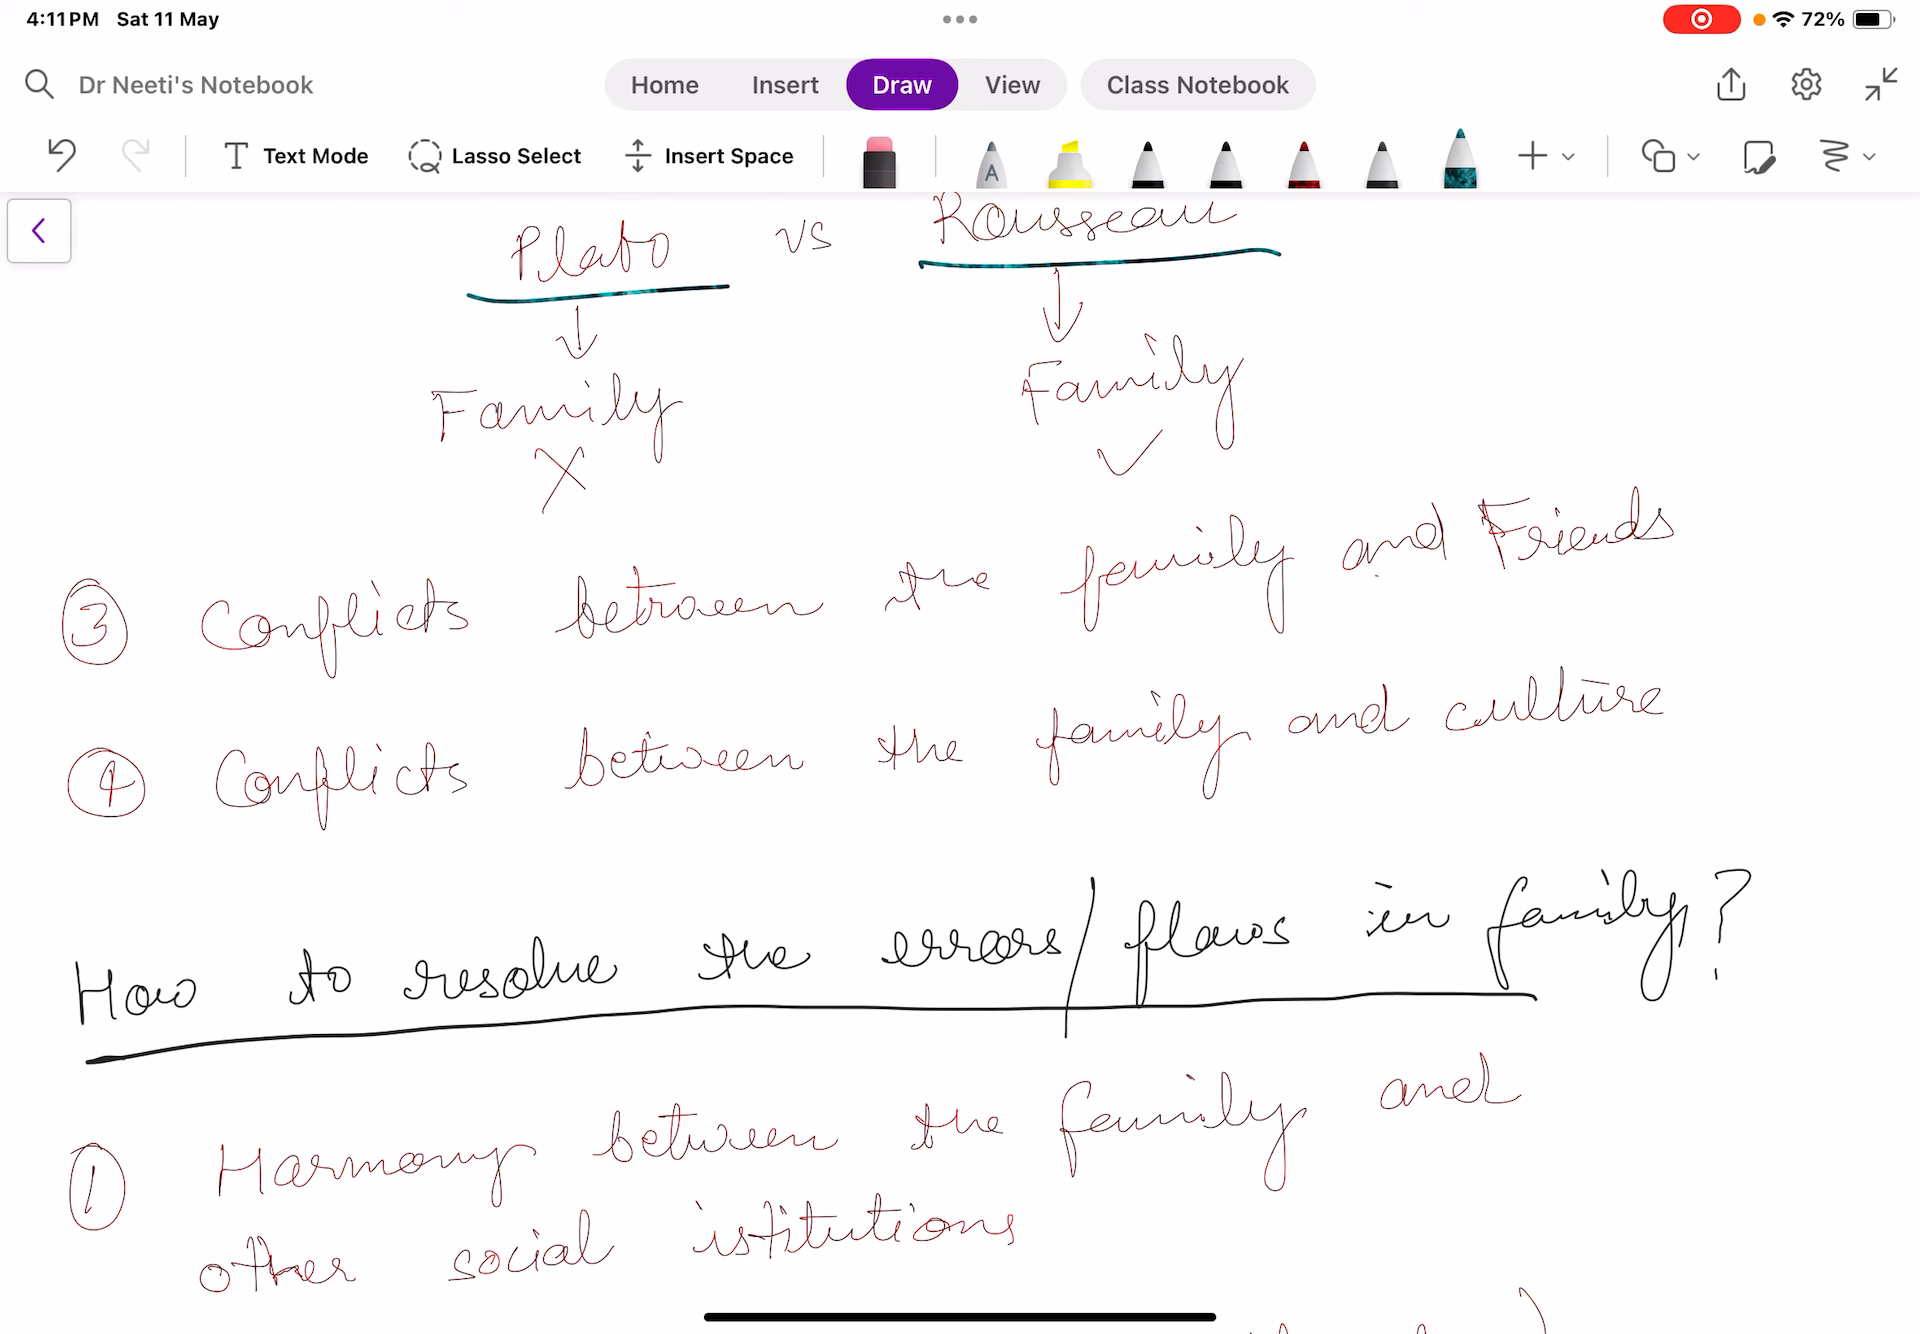 4:11 PM Sat 11 May 72%
Dr Neeti's Notebook Home Insert Draw View Class Notebook
Text Mode Lasso Select Insert Space A
Plato vs Rousseau
Family Family
③ Conflicts between the family and Friends
④ Conflicts between the family and culture
How to resolve the errors/flaws in family?
① Harmony between the family and
other social istitutions